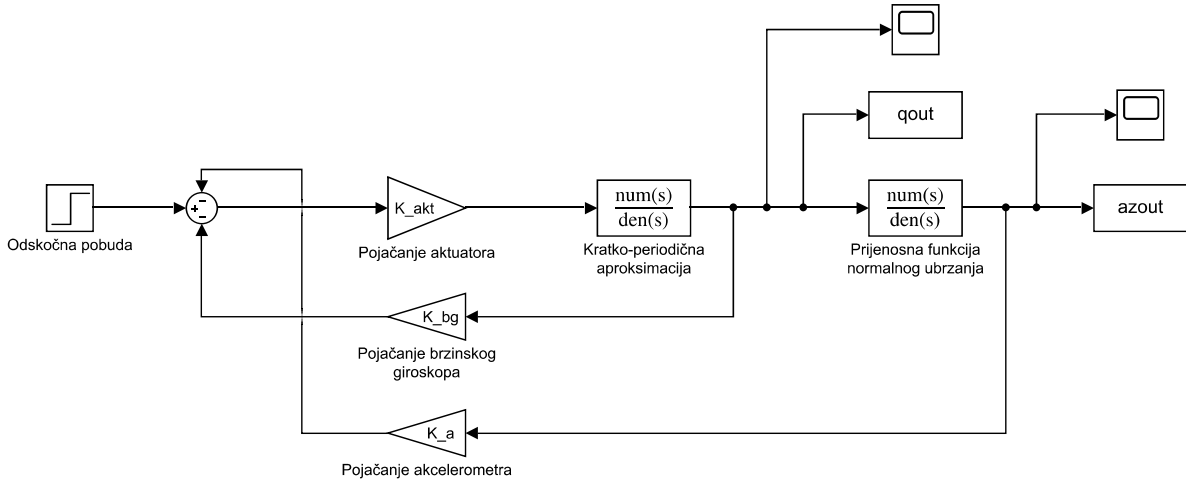 qout
azout
Odskočna pobuda
+
−
−
K_akt
Pojačanje aktuatora
num(s)
den(s)
Kratko-periodična
aproksimacija
num(s)
den(s)
Prijenosna funkcija
normalnog ubrzanja
K_bg
Pojačanje brzinskog
giroskopa
K_a
Pojačanje akcelerometra